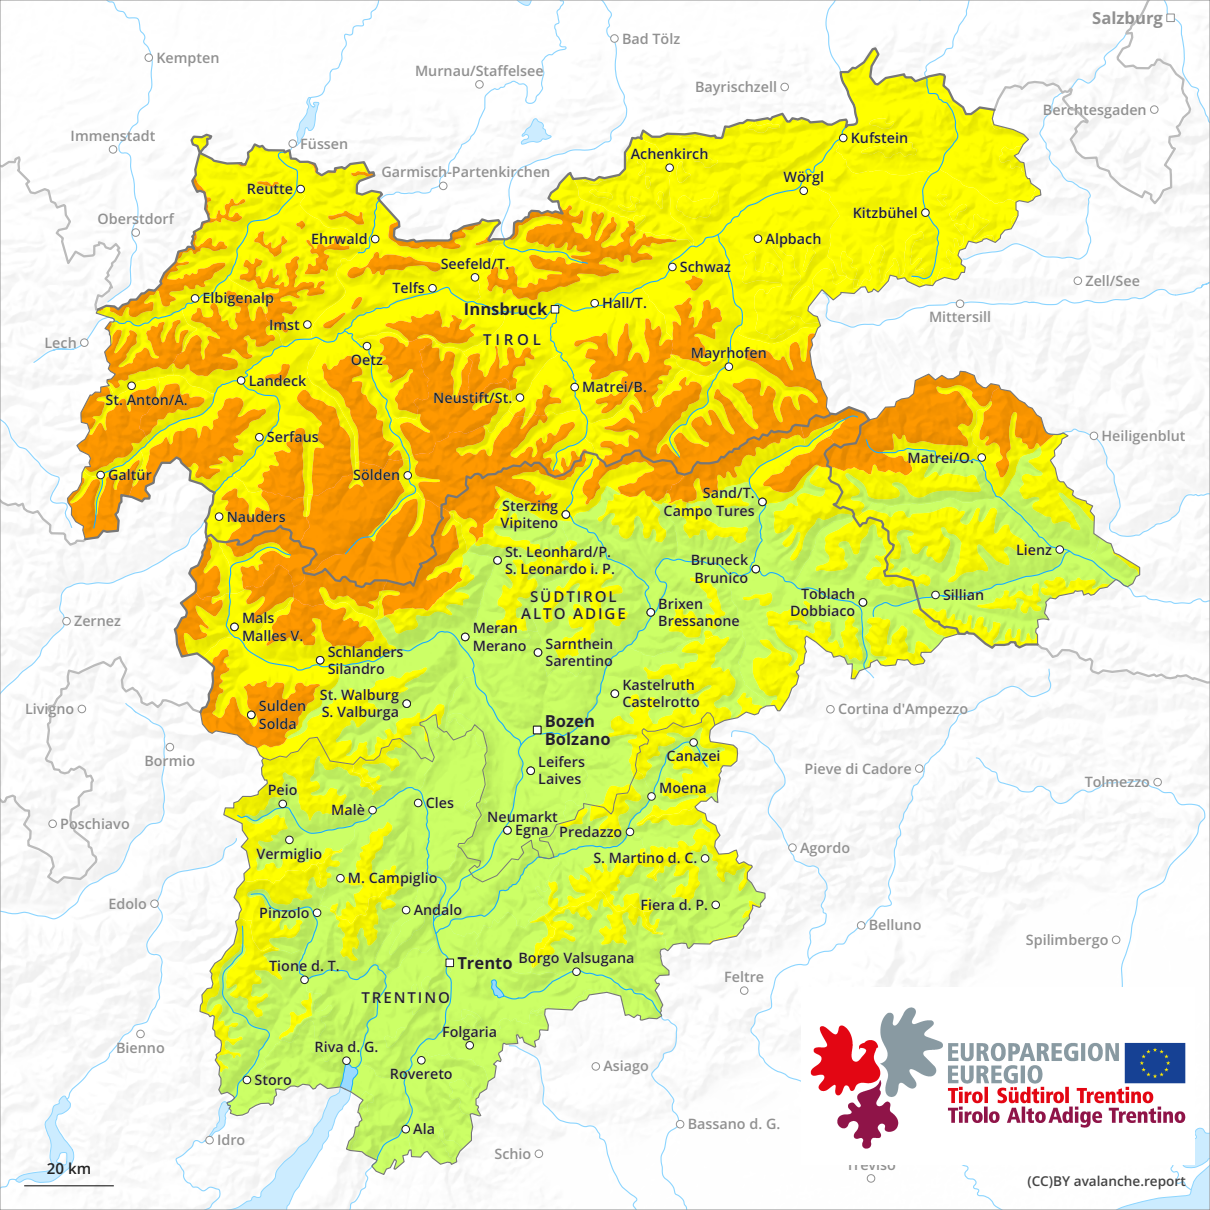 Salzburg
Bad Tölz
Kempten
Murnau/Staffelsee
Bayrischzell
Berchtesgaden
Immenstadt
Füssen
Kufstein
Achenkirch
Garmisch-Partenkirchen
Wörgl
Reutte
Oberstdorf
Kitzbühel
Ehrwald
Alpbach
Seefeld/T.
Schwaz
Zell/See
Telfs
Elbigenalp
Innsbruck
Hall/T.
Mittersill
Imst
TIROL
Lech
Oetz
Mayrhofen
Landeck
Matrei/B.
St. Anton/A.
Neustift/St.
Serfaus
Heiligenblut
Matrei/O.
Galtür
Sölden
Sand/T.
Campo Tures
Sterzing
Vipiteno
Nauders
St. Leonhard/P.
S. Leonardo i. P.
Lienz
Bruneck
Brunico
SÜDTIROL
ALTO ADIGE
Toblach
Dobbiaco
Sillian
Brixen
Bressanone
Zernez
Mals
Malles V.
Meran
Merano
Sarnthein
Sarentino
Schlanders
Silandro
Kastelruth
Castelrotto
St. Walburg
S. Valburga
Livigno
Sulden
Solda
Cortina d'Ampezzo
Bozen
Bolzano
Bormio
Canazei
Leifers
Laives
Pieve di Cadore
Tolmezzo
Peio
Moena
Malè
Cles
Neumarkt
Egna
Poschiavo
Predazzo
Vermiglio
Agordo
S. Martino d. C.
M. Campiglio
Edolo
Pinzolo
Andalo
Fiera d. P.
Belluno
Spilimbergo
Trento
Borgo Valsugana
Tione d. T.
Feltre
TRENTINO
Folgaria
Bienno
Riva d. G.
Rovereto
Asiago
Storo
EUROPAREGION
EUREGIO
Tirol Südtirol Trentino
Tirolo Alto Adige Trentino
Ala
Bassano d. G.
Idro
Schio
Treviso
20 km
(CC)BY avalanche.report